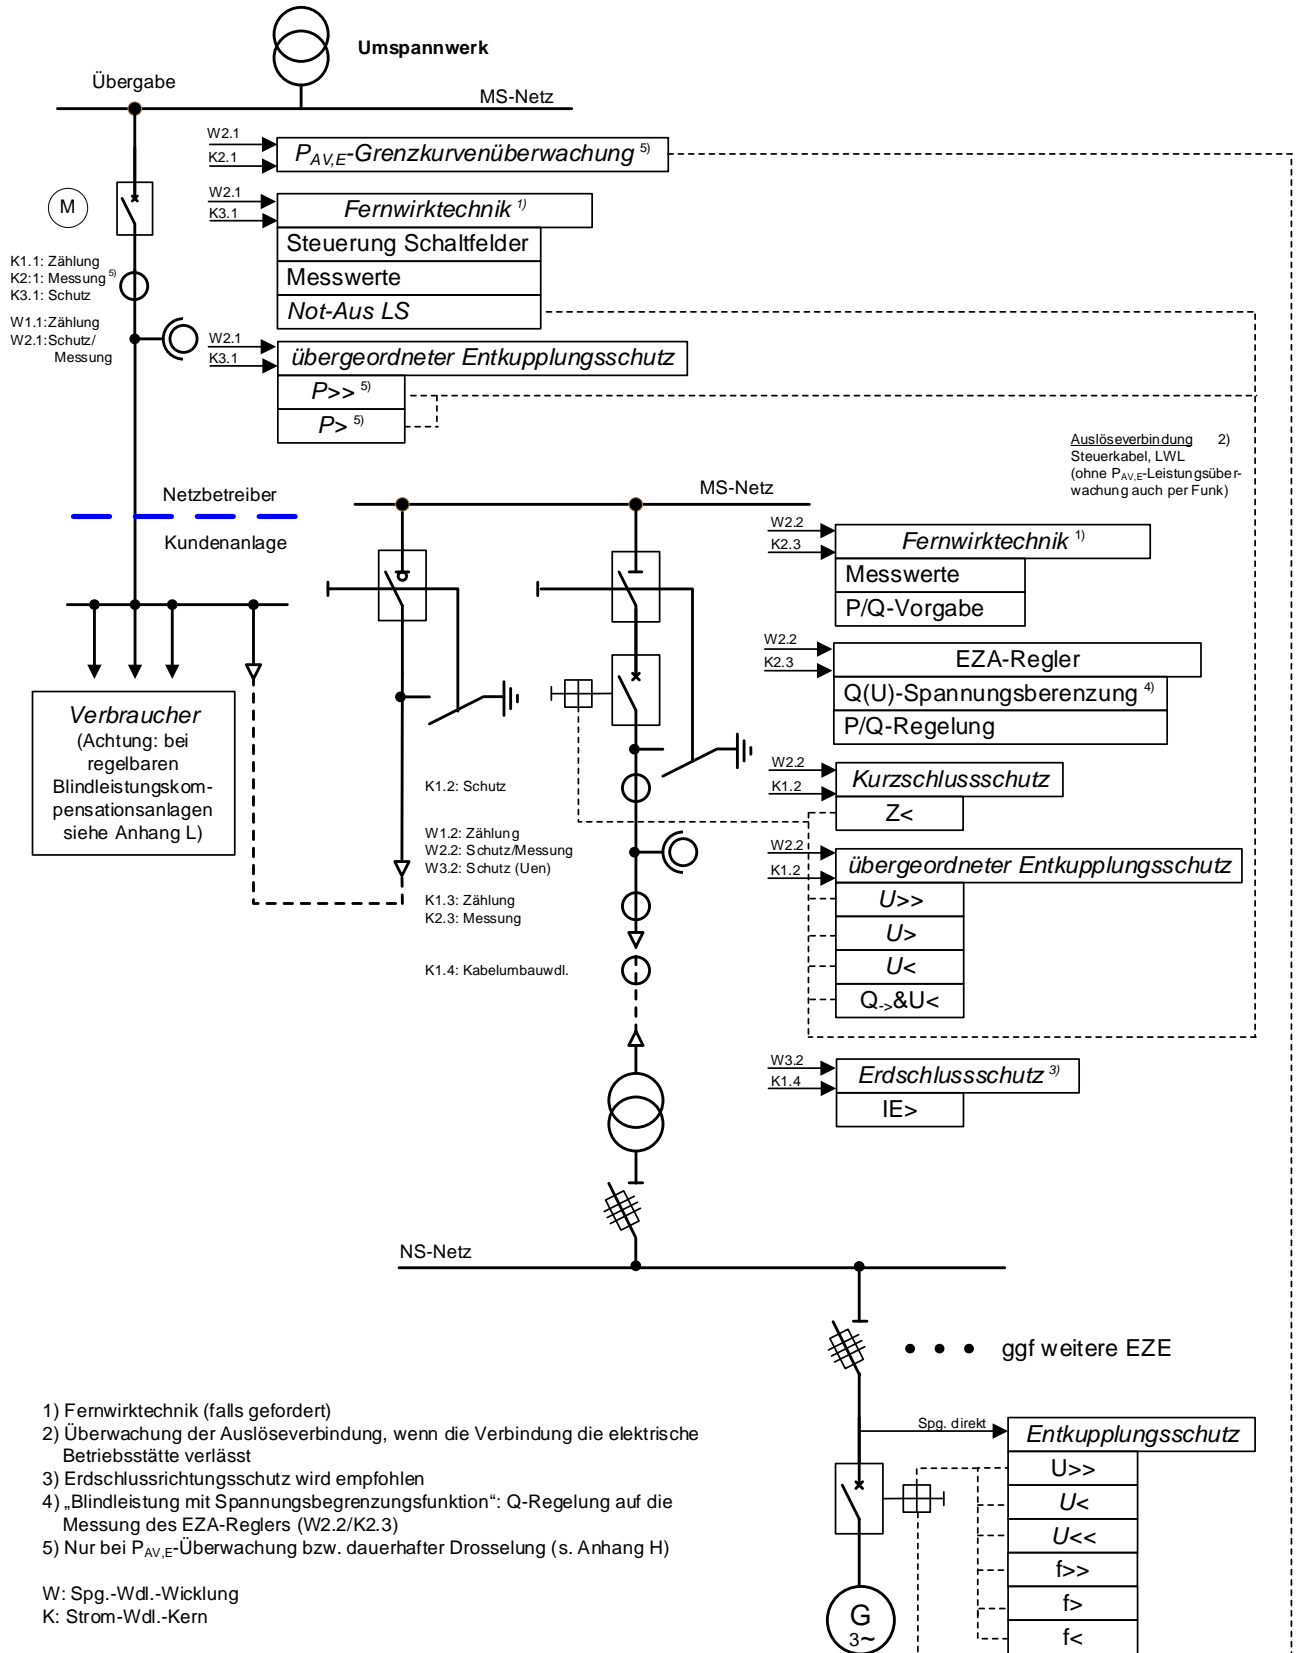 Umspannwerk
Übergabe
MS-Netz
W2.1
K2.1
P_AV,E-Grenzkurvenüberwachung 5)
M
W2.1
K3.1
Fernwirktechnik 1)
Steuerung Schaltfelder
Messwerte
Not-Aus LS
K1.1: Zählung
K2:1: Messung 5)
K3.1: Schutz
W1.1:Zählung
W2.1:Schutz/
Messung
W2.1
K3.1
übergeordneter Entkupplungsschutz
P>> 5)
P> 5)
Auslöseverbindung 2)
Steuerkabel, LWL
(ohne P_AV,E-Leistungsüber-
wachung auch per Funk)
Netzbetreiber
Kundenanlage
MS-Netz
W2.2
K2.3
Fernwirktechnik 1)
Messwerte
P/Q-Vorgabe
W2.2
K2.3
EZA-Regler
Q(U)-Spannungsberenzung 4)
P/Q-Regelung
Verbraucher
(Achtung: bei
regelbaren
Blindleistungskom-
pensationsanlagen
siehe Anhang L)
K1.2: Schutz
W1.2: Zählung
W2.2: Schutz/Messung
W3.2: Schutz (Uen)
K1.3: Zählung
K2.3: Messung
K1.4: Kabelumbauwdl.
W2.2
K1.2
Kurzschlussschutz
Z<
W2.2
K1.2
übergeordneter Entkupplungsschutz
U>>
U>
U<
Q->&U<
W3.2
K1.4
Erdschlussschutz 3)
IE>
NS-Netz
ggf weitere EZE
Spg. direkt
Entkupplungsschutz
U>>
U<
U<<
f>>
f>
f<
G
3~
1) Fernwirktechnik (falls gefordert)
2) Überwachung der Auslöseverbindung, wenn die Verbindung die elektrische
Betriebsstätte verlässt
3) Erdschlussrichtungsschutz wird empfohlen
4) „Blindleistung mit Spannungsbegrenzungsfunktion“: Q-Regelung auf die
Messung des EZA-Reglers (W2.2/K2.3)
5) Nur bei P_AV,E-Überwachung bzw. dauerhafter Drosselung (s. Anhang H)
W: Spg.-Wdl.-Wicklung
K: Strom-Wdl.-Kern